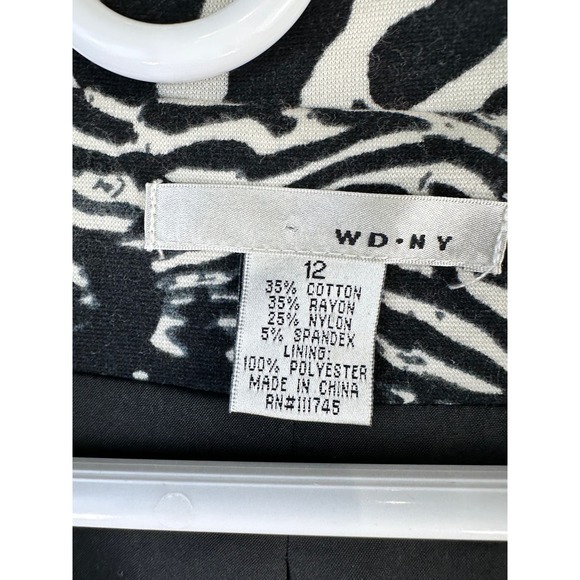 WD·NY
12
35% COTTON
35% RAYON
25% NYLON
5% SPANDEX
LINING:
100% POLYESTER
MADE IN CHINA
RN#111745